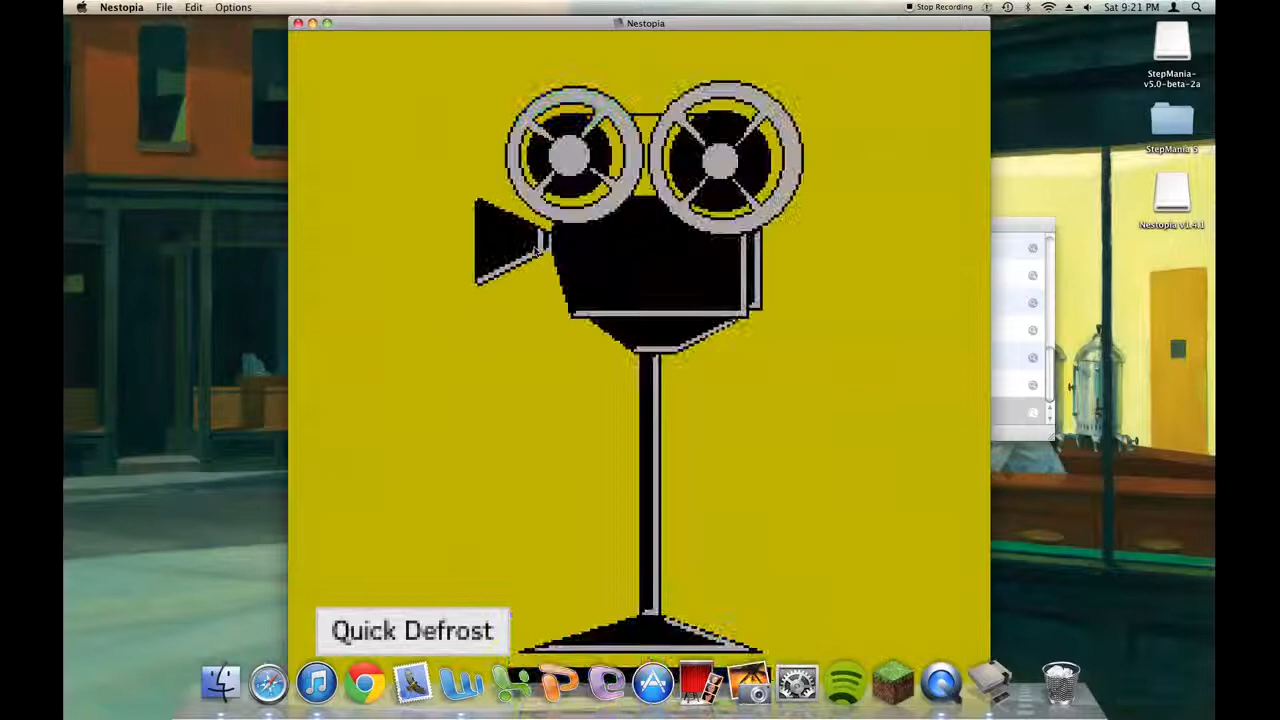 Nestopia File Edit Options
Stop Recording
Sat 9:21 PM
Nestopia
StepMania-
v5.0-beta-2a
StepMania 5
Nestopia v1.4.1
Quick Defrost